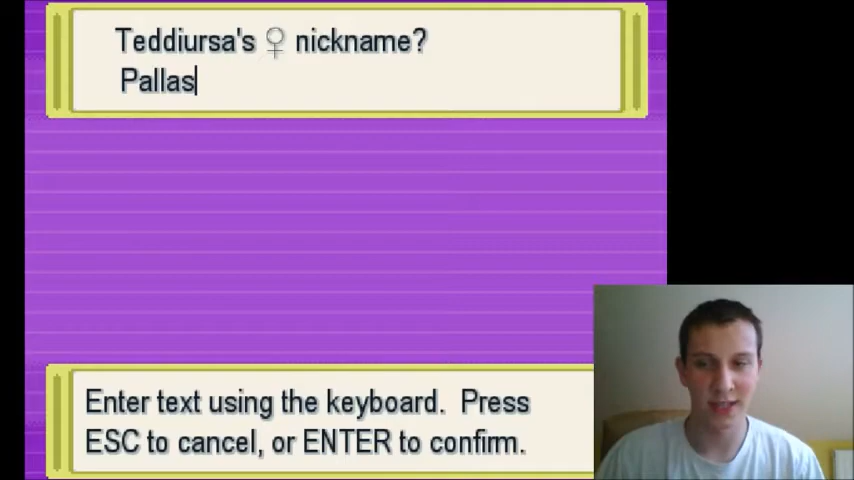 Teddiursa's ♀ nickname?
Pallas
Enter text using the keyboard.  Press
ESC to cancel, or ENTER to confirm.